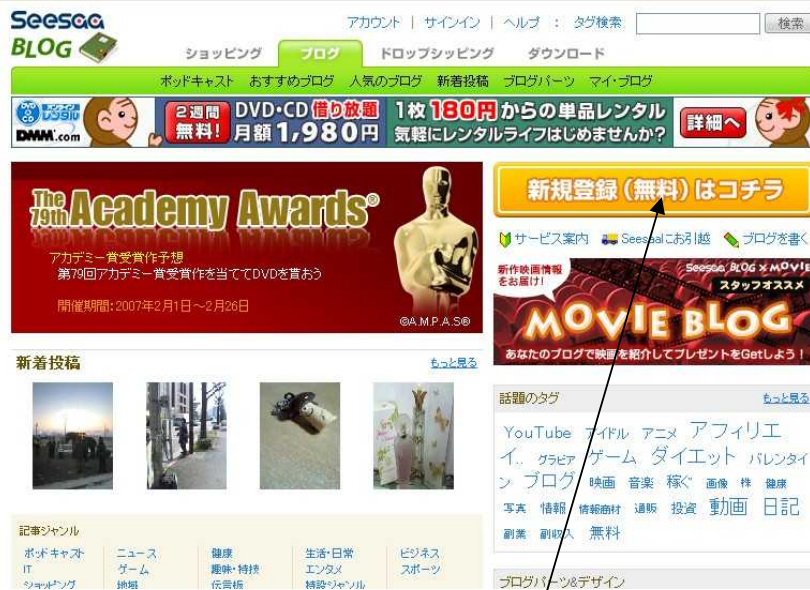 Seesaa
BLOG
アカウント | サインイン | ヘルプ : タグ検索 検索
ショッピング ブログ ドロップシッピング ダウンロード
ポッドキャスト おすすめブログ 人気のブログ 新着投稿 ブログパーツ マイ・ブログ
DVD CD オンラインレンタル
DMM.com
2週間無料! DVD・CD借り放題 月額1,980円
1枚180円からの単品レンタル
気軽にレンタルライフはじめませんか?
詳細へ
The 79th Academy Awards®
アカデミー賞受賞作予想
第79回アカデミー賞受賞作を当ててDVDを貰おう
開催期間:2007年2月1日~2月26日
©A.M.P.A.S®
新規登録(無料)はコチラ
サービス案内 Seesaaにお引越 ブログを書く
新作映画情報
をお届け!
Seesaa BLOG x MOVIE
スタッフオススメ
MOVIE BLOG
あなたのブログで映画を紹介してプレゼントをGetしよう!
新着投稿 もっと見る
話題のタグ もっと見る
YouTube アイドル アニメ アフィリエ
イ.. グラビア ゲーム ダイエット バレンタイ
ン ブログ 映画 音楽 稼ぐ 画像 株 健康
写真 情報 情報商材 通販 投資 動画 日記
副業 副収入 無料
記事ジャンル
ポッドキャスト ニュース 健康 生活・日常 ビジネス
IT ゲーム 趣味・特技 エンタメ スポーツ
ショッピング 地域 伝言板 特設ジャンル
ブログパーツ&デザイン